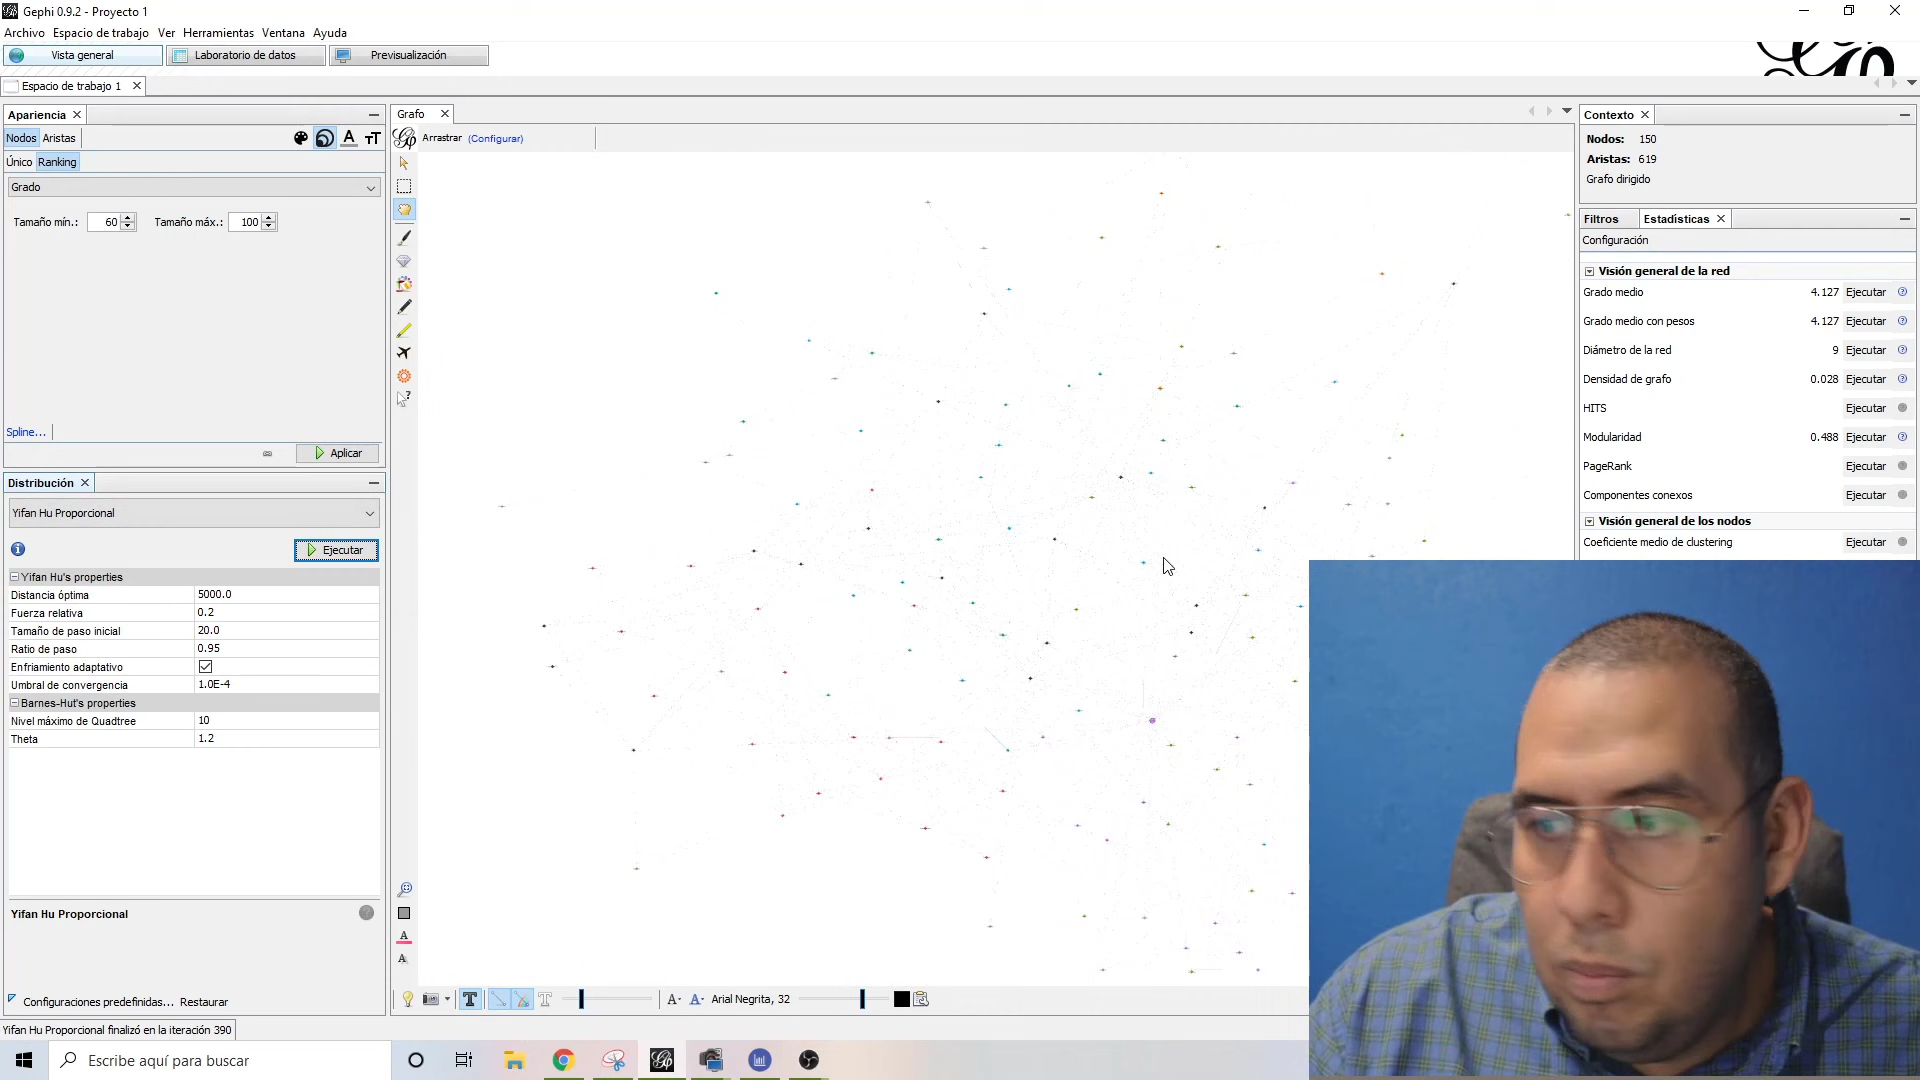 Gephi 0.9.2 - Proyecto 1
Archivo Espacio de trabajo Ver Herramientas Ventana Ayuda
Vista general Laboratorio de datos Previsualización
Espacio de trabajo 1
Apariencia
Nodos Aristas
Único Ranking
Grado
Tamaño mín.: 60 Tamaño máx.: 100
Spline...
Aplicar
Distribución
Yifan Hu Proporcional
Ejecutar
Yifan Hu's properties
Distancia óptima 5000.0
Fuerza relativa 0.2
Tamaño de paso inicial 20.0
Ratio de paso 0.95
Enfriamiento adaptativo
Umbral de convergencia 1.0E-4
Barnes-Hut's properties
Nivel máximo de Quadtree 10
Theta 1.2
Yifan Hu Proporcional
Configuraciones predefinidas... Restaurar
Yifan Hu Proporcional finalizó en la iteración 390
Grafo
Arrastrar (Configurar)
Arial Negrita, 32
Contexto
Nodos: 150
Aristas: 619
Grafo dirigido
Filtros Estadísticas
Configuración
Visión general de la red
Grado medio 4.127 Ejecutar
Grado medio con pesos 4.127 Ejecutar
Diámetro de la red 9 Ejecutar
Densidad de grafo 0.028 Ejecutar
HITS Ejecutar
Modularidad 0.488 Ejecutar
PageRank Ejecutar
Componentes conexos Ejecutar
Visión general de los nodos
Coeficiente medio de clustering Ejecutar
Escribe aquí para buscar